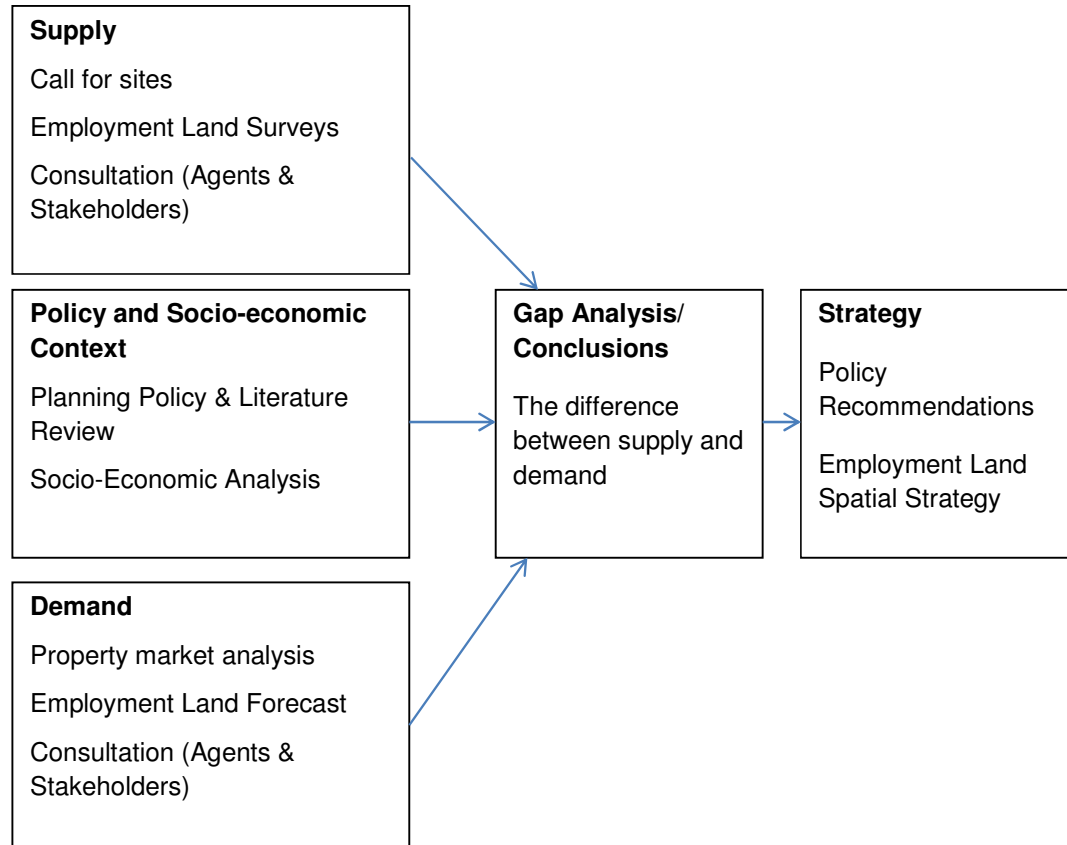 Supply
Call for sites
Employment Land Surveys
Consultation (Agents &
Stakeholders)
Policy and Socio-economic
Context
Planning Policy & Literature
Review
Socio-Economic Analysis
Demand
Property market analysis
Employment Land Forecast
Consultation (Agents &
Stakeholders)
Gap Analysis/
Conclusions
The difference
between supply and
demand
Strategy
Policy
Recommendations
Employment Land
Spatial Strategy